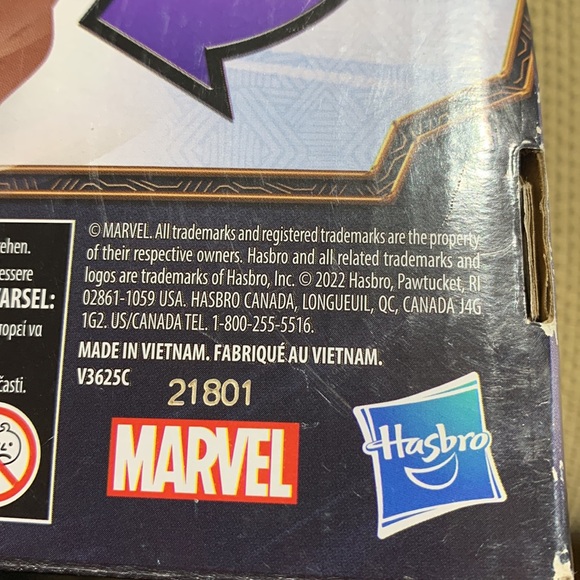 © MARVEL. All trademarks and registered trademarks are the property
of their respective owners. Hasbro and all related trademarks and
logos are trademarks of Hasbro, Inc. © 2022 Hasbro, Pawtucket, RI
02861-1059 USA. HASBRO CANADA, LONGUEUIL, QC, CANADA J4G
1G2. US/CANADA TEL. 1-800-255-5516.
MADE IN VIETNAM. FABRIQUÉ AU VIETNAM.
V3625C
21801
MARVEL
Hasbro
ehen.
essere
VARSEL:
πορεί να
časti.